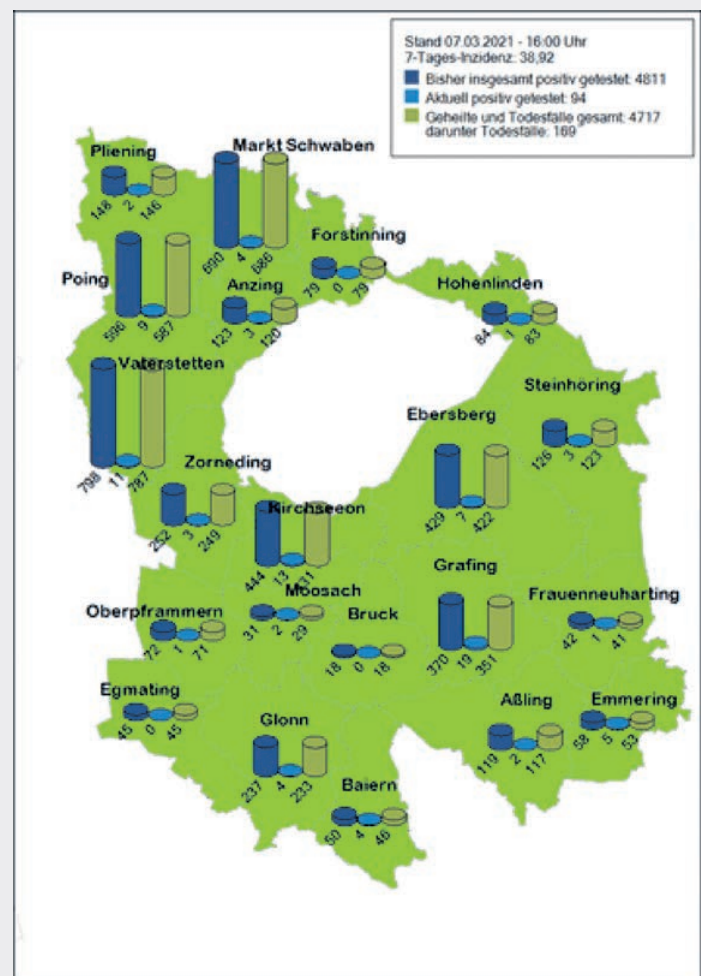 Stand 07.03.2021 - 16:00 Uhr
7-Tages-Inzidenz: 38,92
Bisher insgesamt positiv getestet: 4811
Aktuell positiv getestet: 94
Geheilte und Todesfälle gesamt: 4717
darunter Todesfälle: 169
Markt Schwaben
690 4 686
Pliening
148 2 146
Forstinning
79 0 79
Poing
596 9 587
Anzing
123 3 120
Hohenlinden
84 1 83
Vaterstetten
798 11 787
Steinhöring
126 3 123
Ebersberg
429 7 422
Zorneding
252 3 249
Kirchseeon
444 13 431
Grafing
370 19 351
Moosach
31 2 29
Bruck
18 0 18
Frauenneuharting
42 1 41
Oberpframmern
72 1 71
Egmating
45 0 45
Glonn
237 4 233
Aßling
119 2 117
Emmering
58 5 53
Baiern
50 4 46